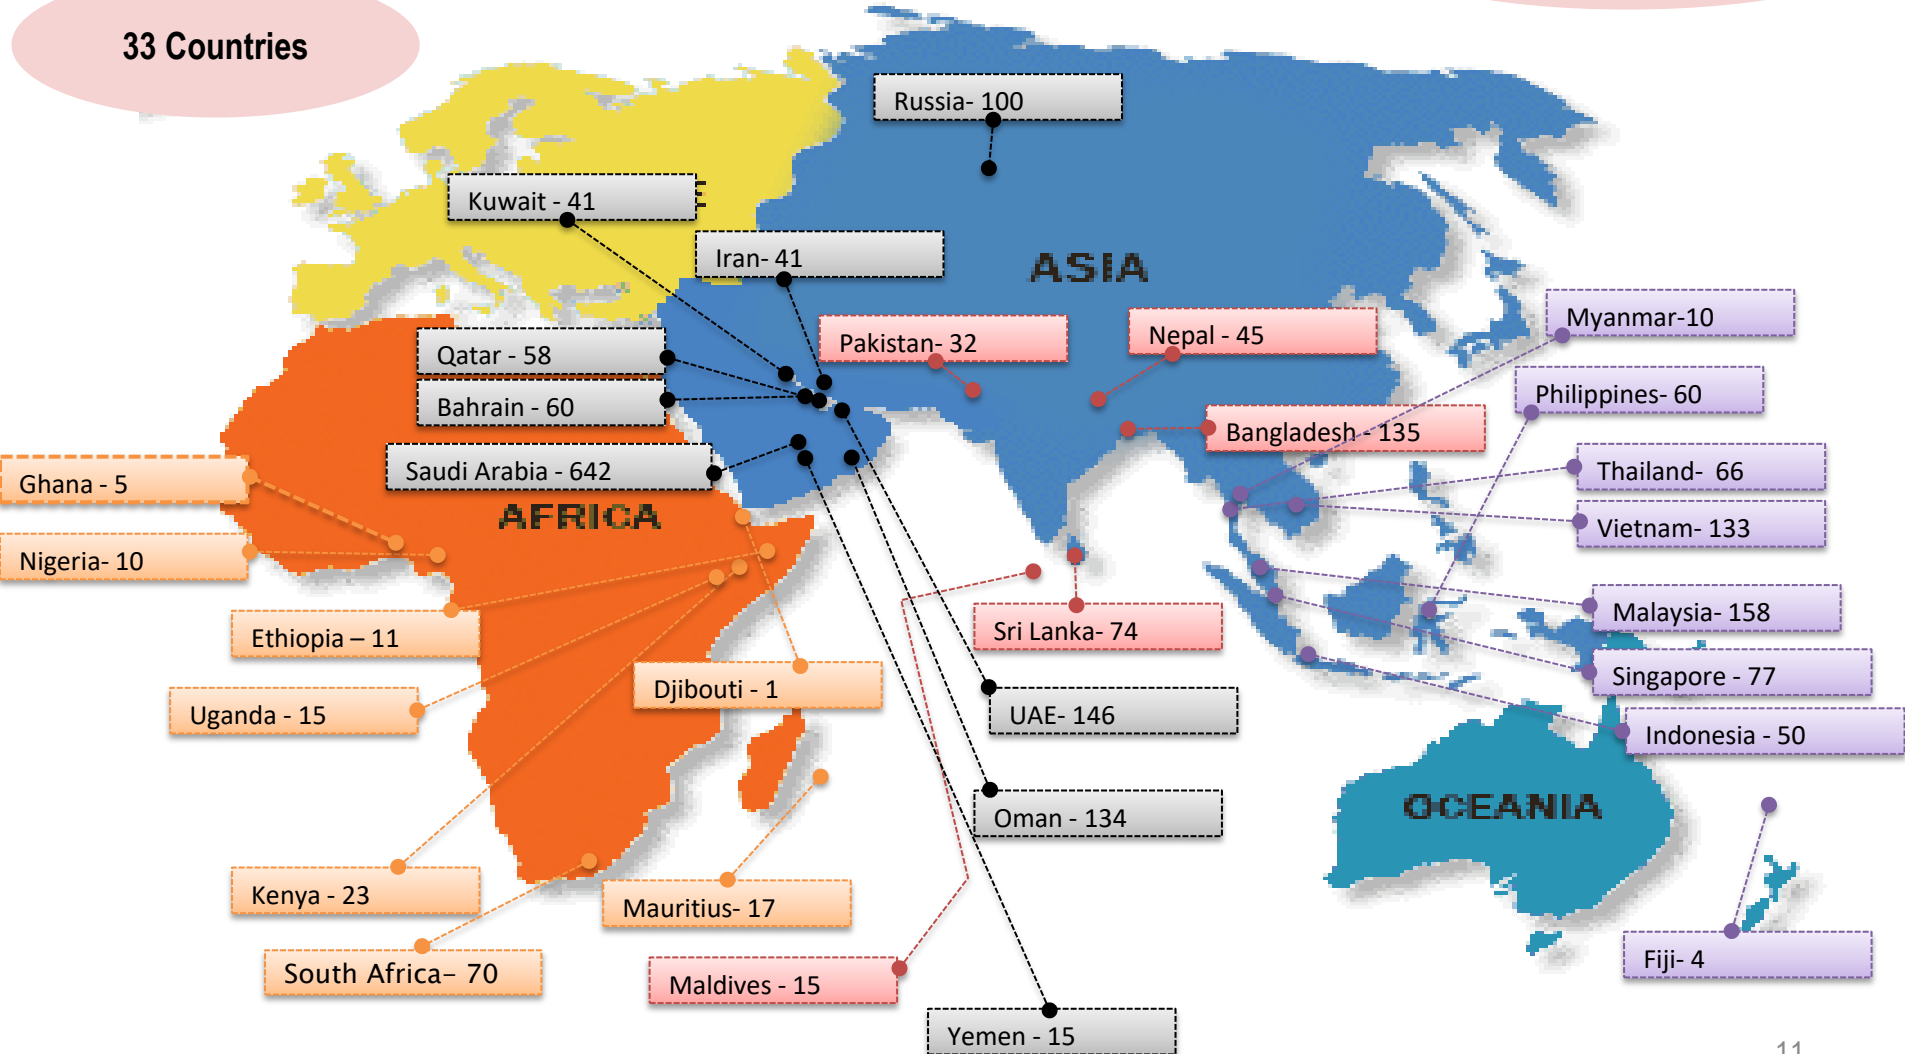 33 Countries
Russia- 100
Kuwait - 41
E
Iran- 41
ASIA
Myanmar-10
Qatar - 58
Pakistan- 32
Nepal - 45
Philippines- 60
Bahrain - 60
Bangladesh - 135
Saudi Arabia - 642
Thailand-  66
Ghana - 5
AFRICA
Vietnam- 133
Nigeria- 10
Ethiopia – 11
Sri Lanka- 74
Malaysia- 158
Djibouti - 1
Singapore - 77
Uganda - 15
UAE- 146
Indonesia - 50
OCEANIA
Oman - 134
Kenya - 23
Mauritius- 17
South Africa– 70
Maldives - 15
Fiji- 4
Yemen - 15
11